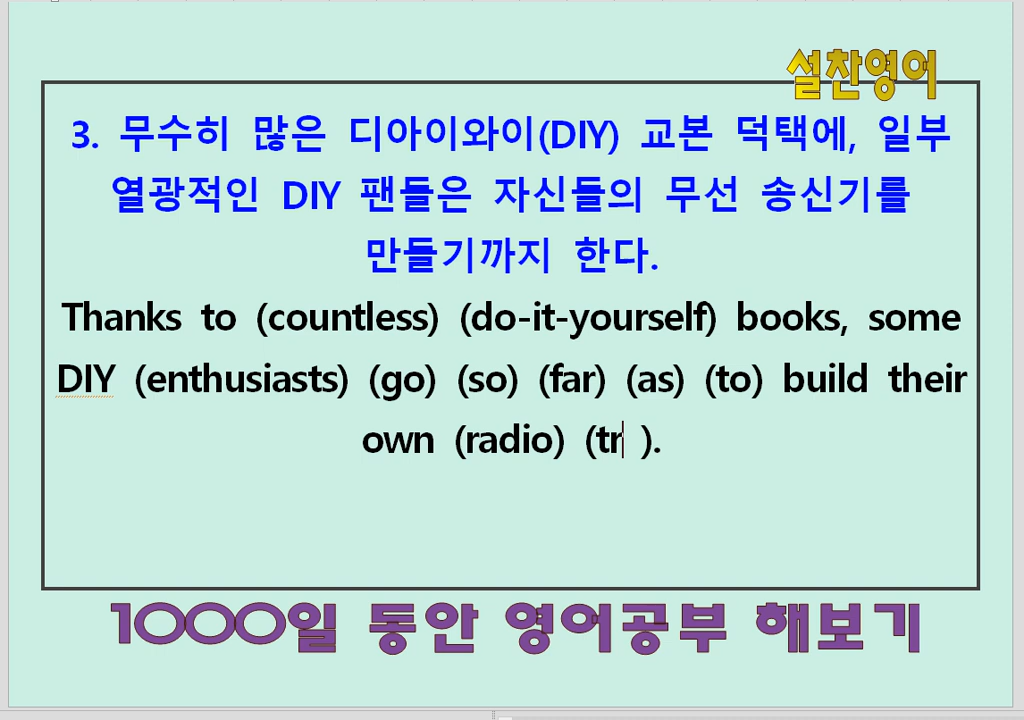 설찬영어
3. 무수히 많은 디아이와이(DIY) 교본 덕택에, 일부
열광적인 DIY 팬들은 자신들의 무선 송신기를
만들기까지 한다.
Thanks to (countless) (do-it-yourself) books, some
DIY (enthusiasts) (go) (so) (far) (as) (to) build their
own (radio) (tr ).
1000일 동안 영어공부 해보기